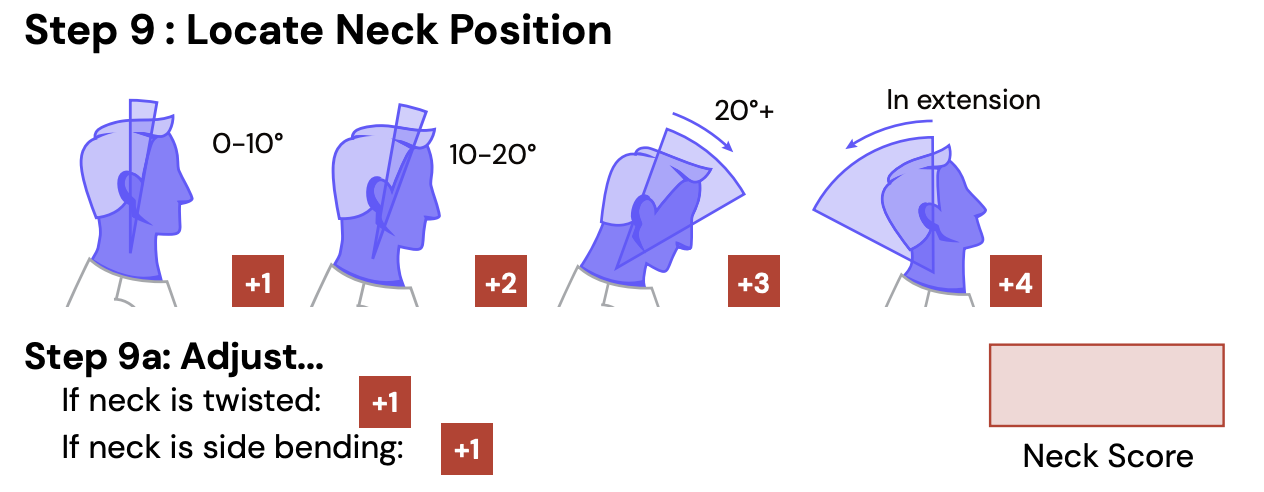 Step 9 : Locate Neck Position
0-10°
10-20°
20°+
In extension
+1
+2
+3
+4
Step 9a: Adjust...
If neck is twisted: +1
If neck is side bending: +1
Neck Score